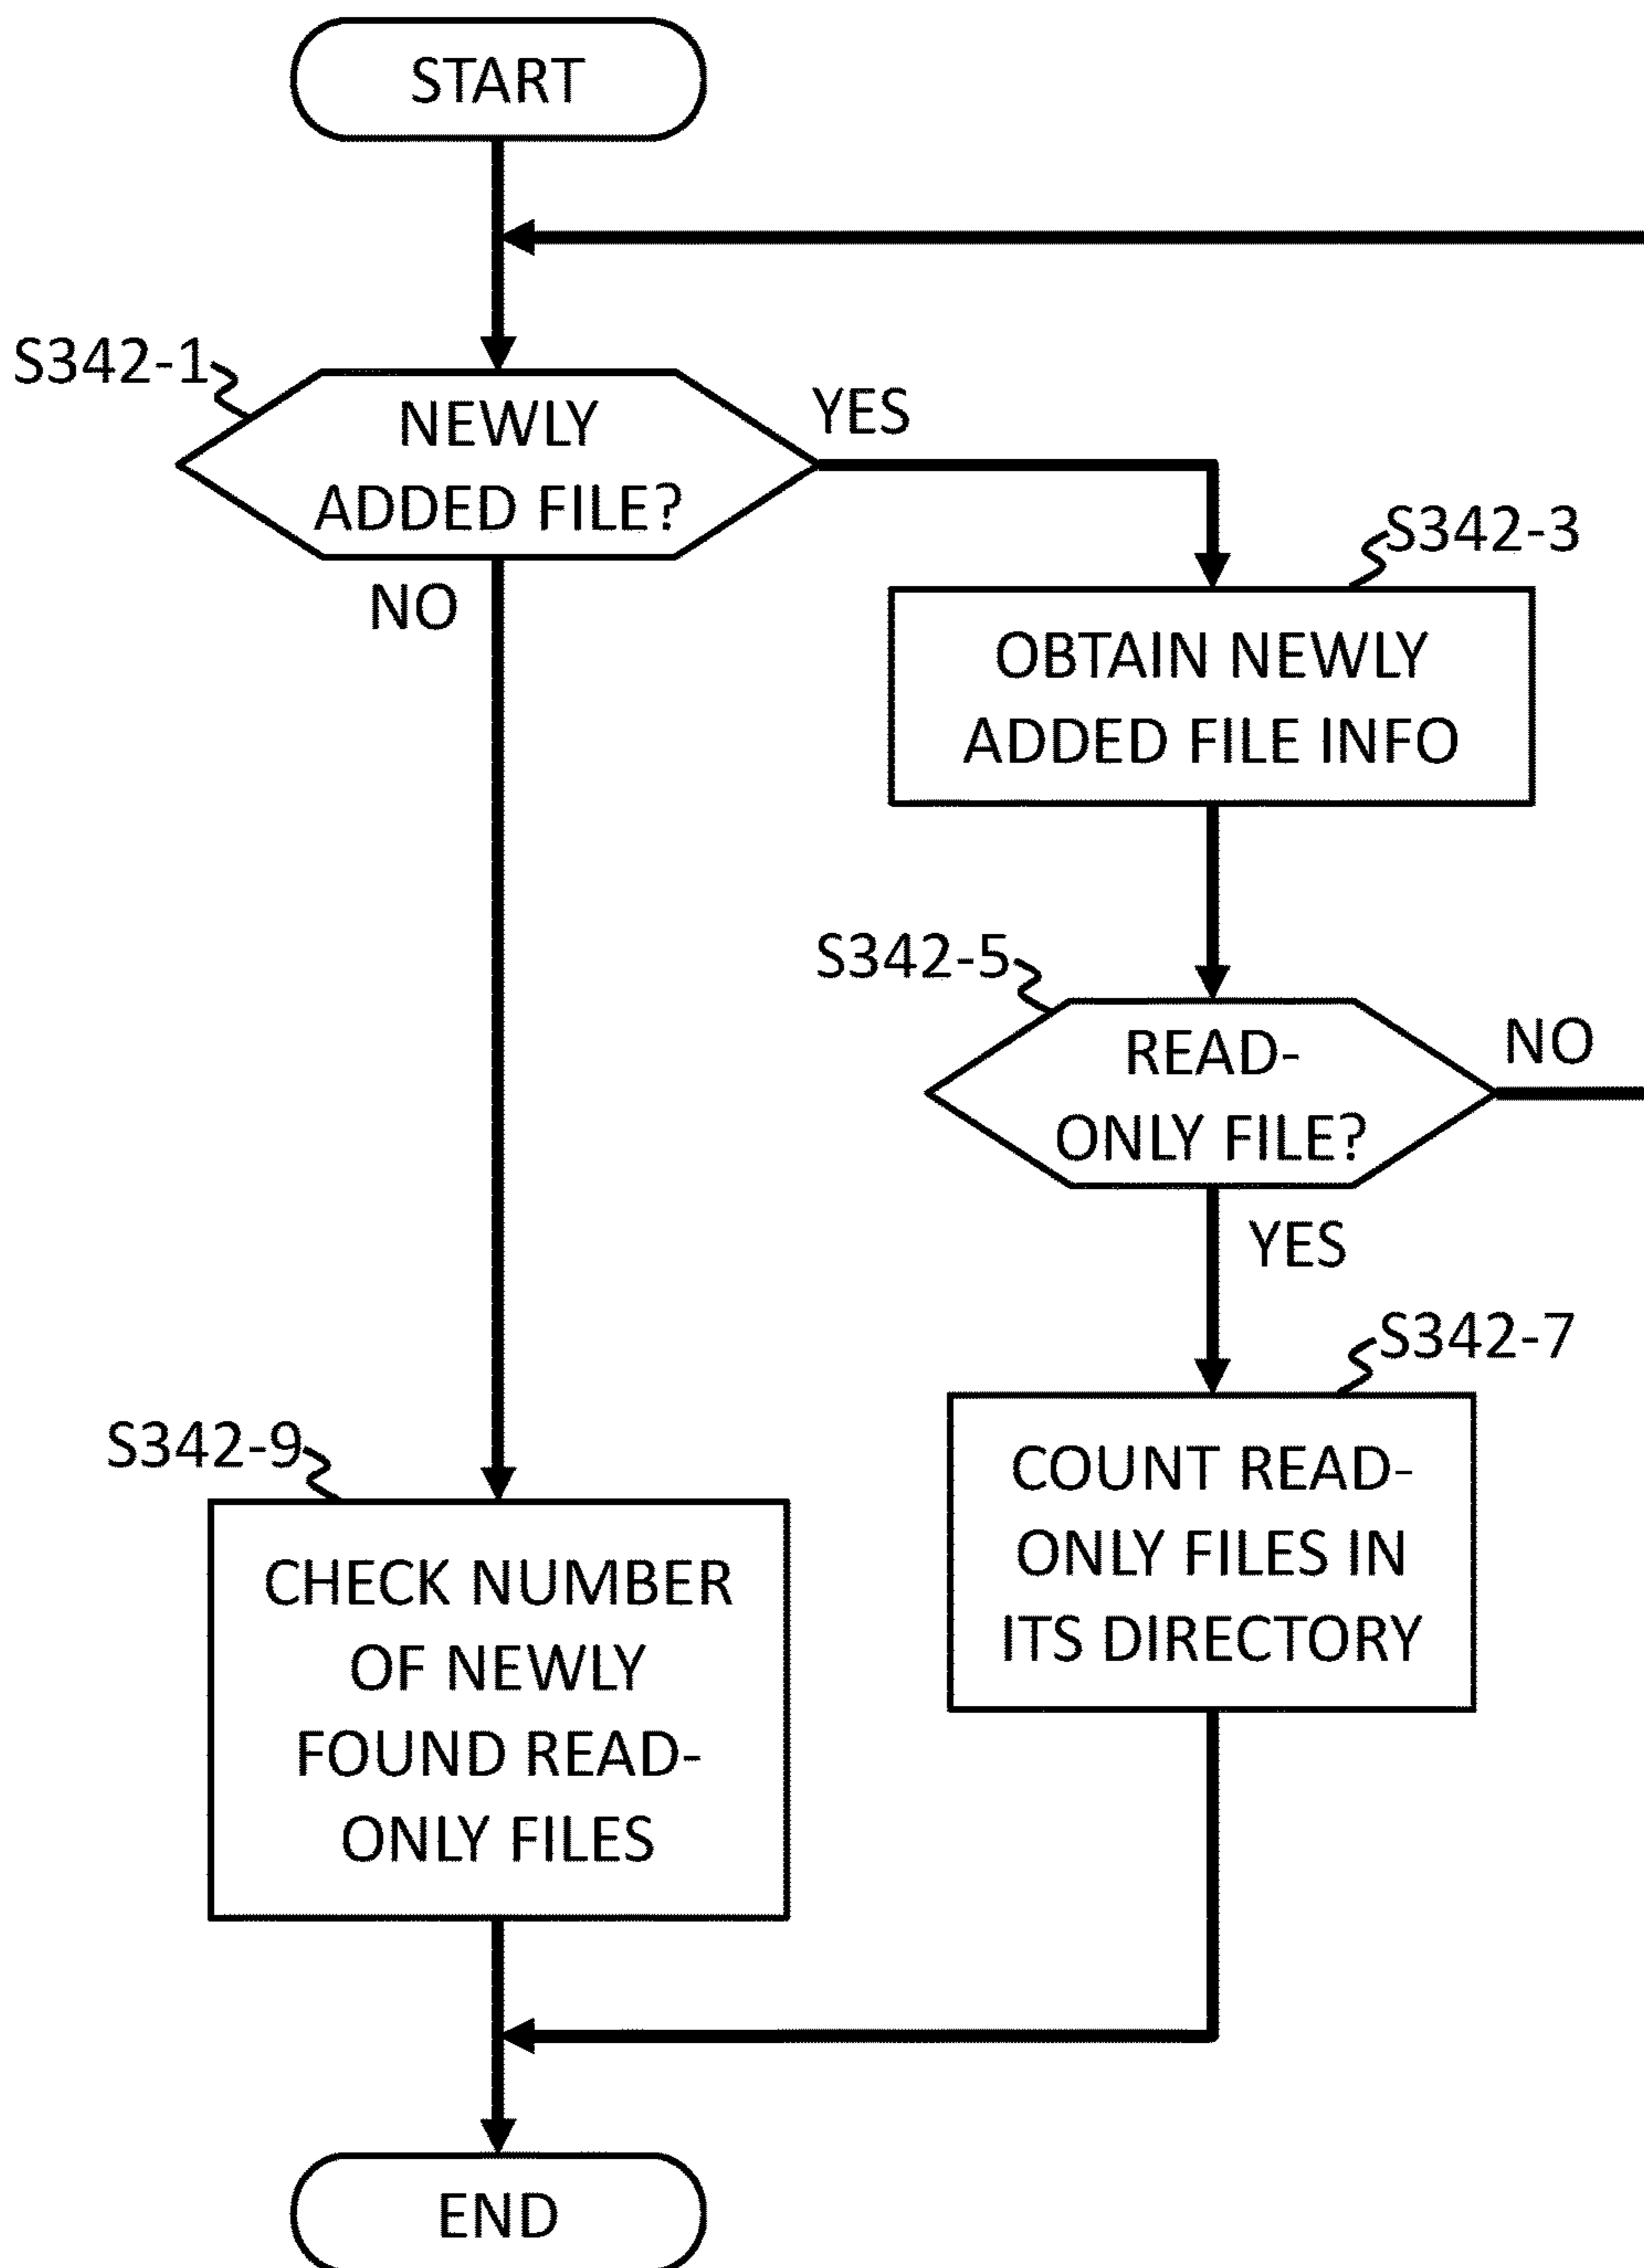 START
S342-1
NEWLY
ADDED FILE?
YES
NO
S342-3
OBTAIN NEWLY
ADDED FILE INFO
S342-5
READ-
ONLY FILE?
NO
YES
S342-7
COUNT READ-
ONLY FILES IN
ITS DIRECTORY
S342-9
CHECK NUMBER
OF NEWLY
FOUND READ-
ONLY FILES
END